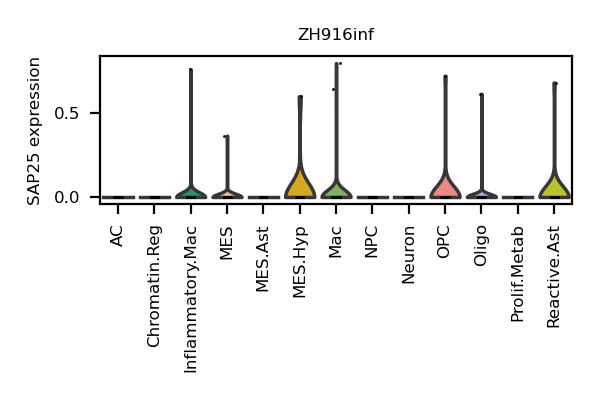 ZH916inf
SAP25 expression
0.5
0.0
AC
Chromatin.Reg
Inflammatory.Mac
MES
MES.Ast
MES.Hyp
Mac
NPC
Neuron
OPC
Oligo
Prolif.Metab
Reactive.Ast